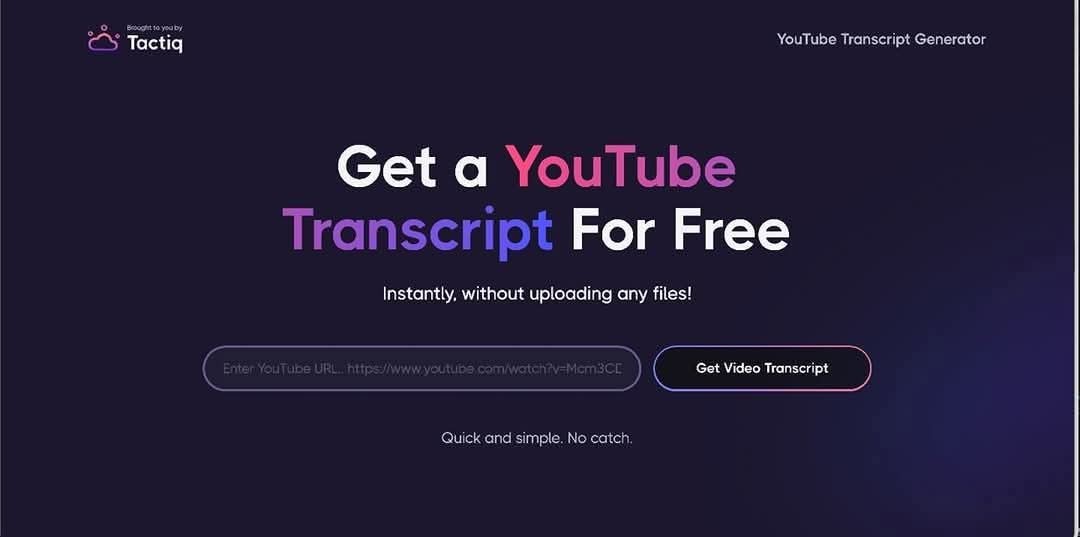 Brought to you by
Tactiq
YouTube Transcript Generator
Get a YouTube
Transcript For Free
Instantly, without uploading any files!
Enter YouTube URL.. https://www.youtube.com/watch?v=Mcm3CD
Get Video Transcript
Quick and simple. No catch.